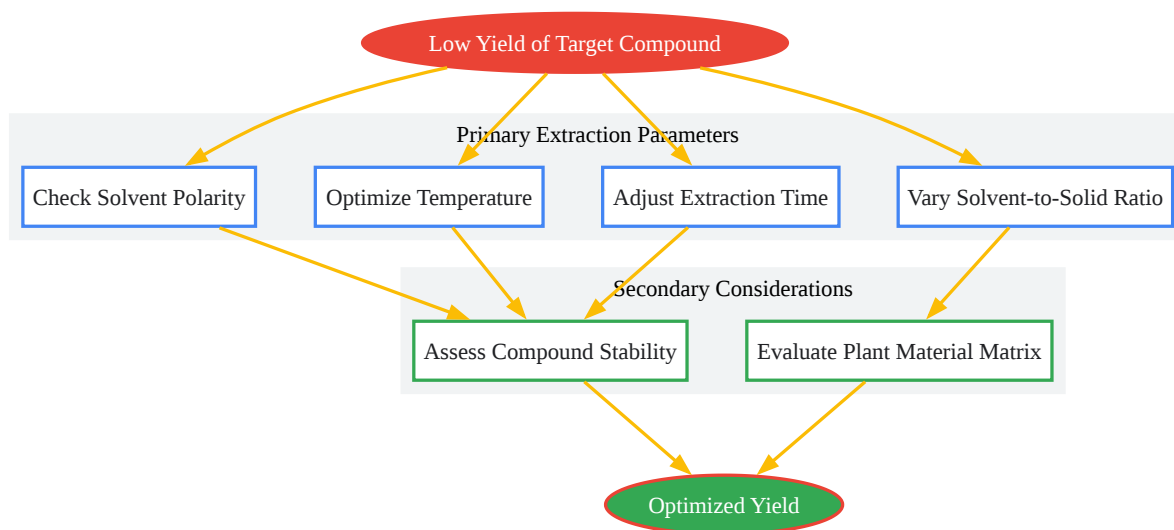 Low Yield of Target Compound
Primary Extraction Parameters
Check Solvent Polarity
Optimize Temperature
Adjust Extraction Time
Vary Solvent-to-Solid Ratio
Secondary Considerations
Assess Compound Stability
Evaluate Plant Material Matrix
Optimized Yield